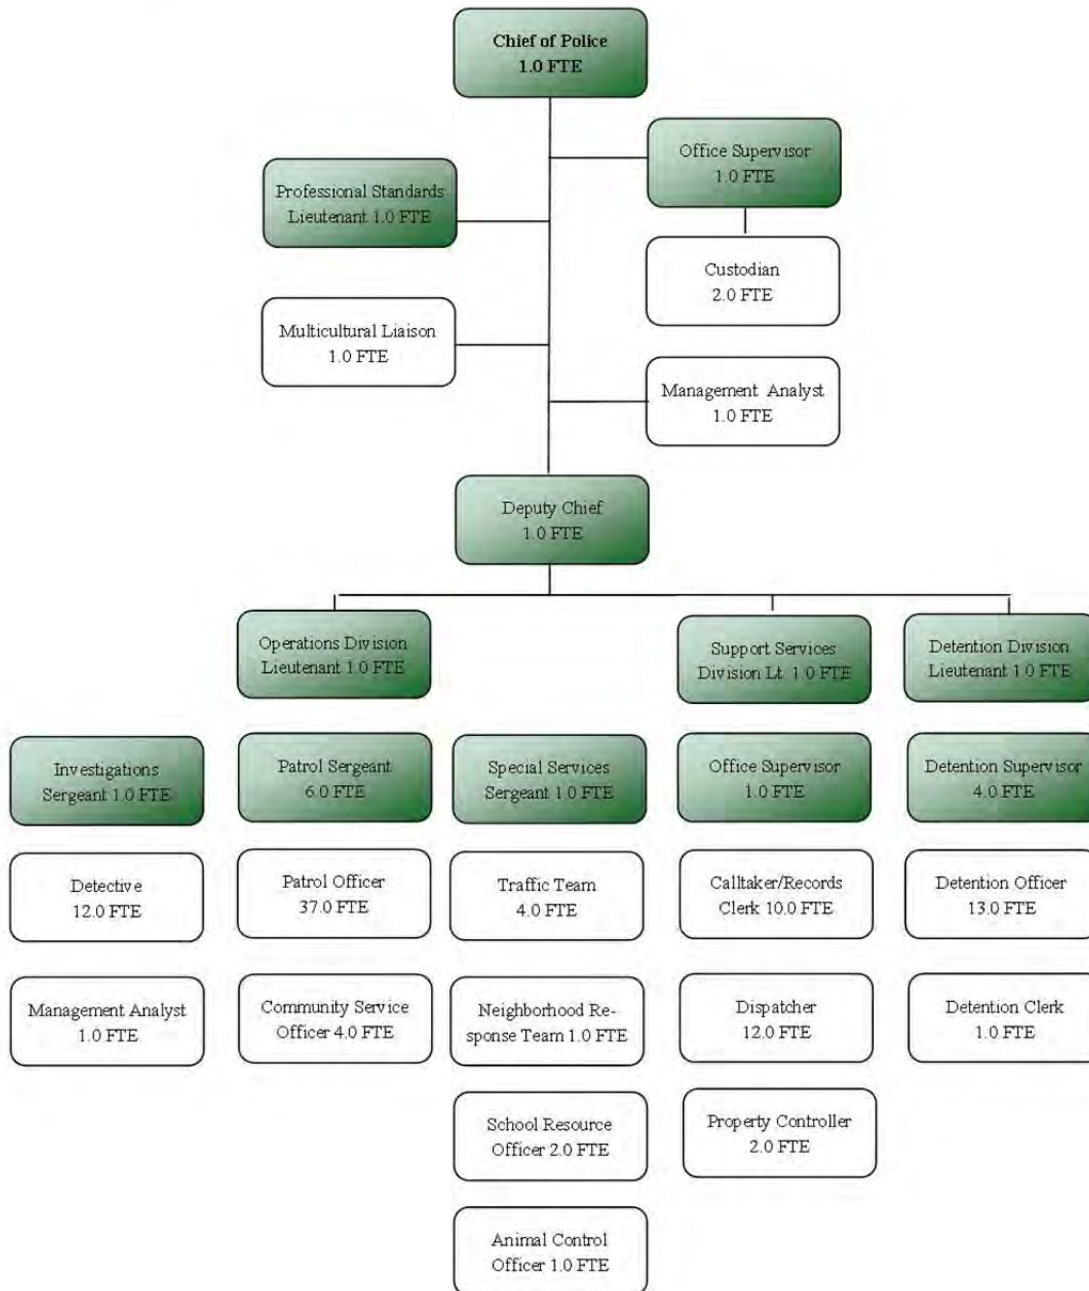 Chief of Police
1.0 FTE
Office Supervisor
1.0 FTE
Professional Standards
Lieutenant 1.0 FTE
Custodian
2.0 FTE
Multicultural Liaison
1.0 FTE
Management Analyst
1.0 FTE
Deputy Chief
1.0 FTE
Operations Division
Lieutenant 1.0 FTE
Support Services
Division Lt. 1.0 FTE
Detention Division
Lieutenant 1.0 FTE
Investigations
Sergeant 1.0 FTE
Patrol Sergeant
6.0 FTE
Special Services
Sergeant 1.0 FTE
Office Supervisor
1.0 FTE
Detention Supervisor
4.0 FTE
Detective
12.0 FTE
Patrol Officer
37.0 FTE
Traffic Team
4.0 FTE
Calltaker/Records
Clerk 10.0 FTE
Detention Officer
13.0 FTE
Management Analyst
1.0 FTE
Community Service
Officer 4.0 FTE
Neighborhood Re-
sponse Team 1.0 FTE
Dispatcher
12.0 FTE
Detention Clerk
1.0 FTE
School Resource
Officer 2.0 FTE
Property Controller
2.0 FTE
Animal Control
Officer 1.0 FTE